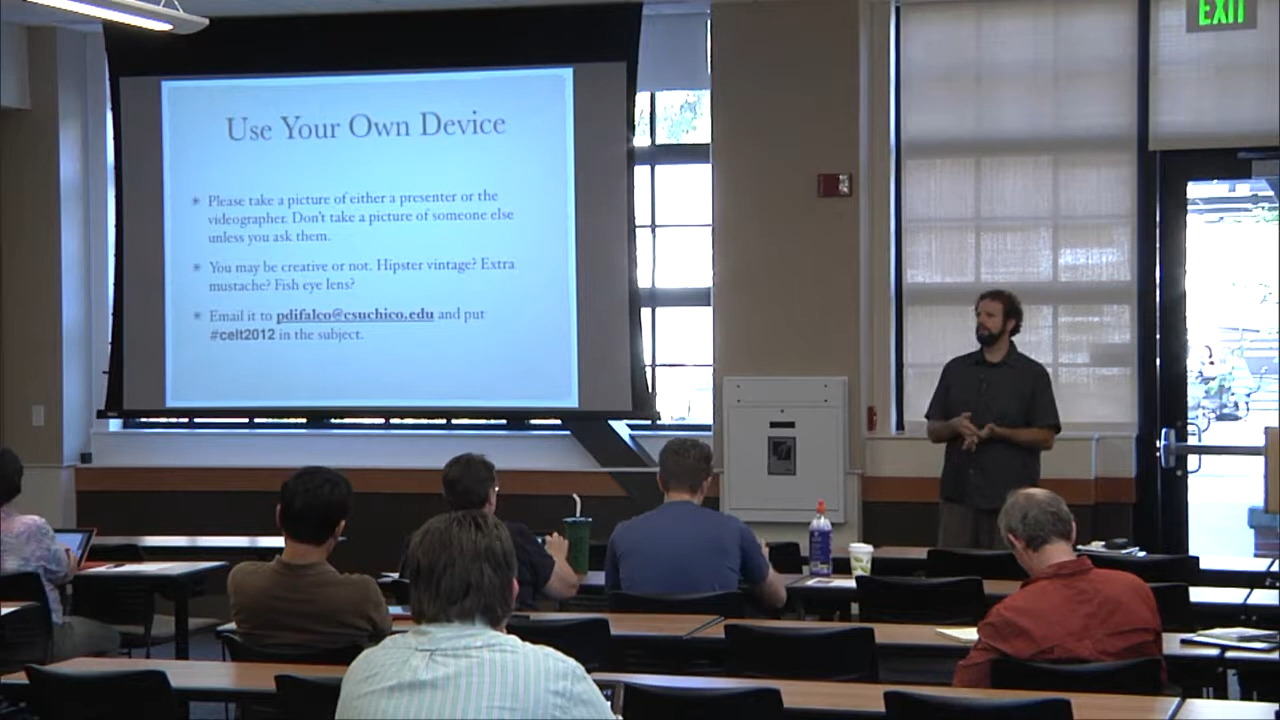 EXIT
Use Your Own Device
* Please take a picture of either a presenter or the
videographer. Don't take a picture of someone else
unless you ask them.
* You may be creative or not. Hipster vintage? Extra
mustache? Fish eye lens?
* Email it to pdifalco@csuchico.edu and put
#celt2012 in the subject.